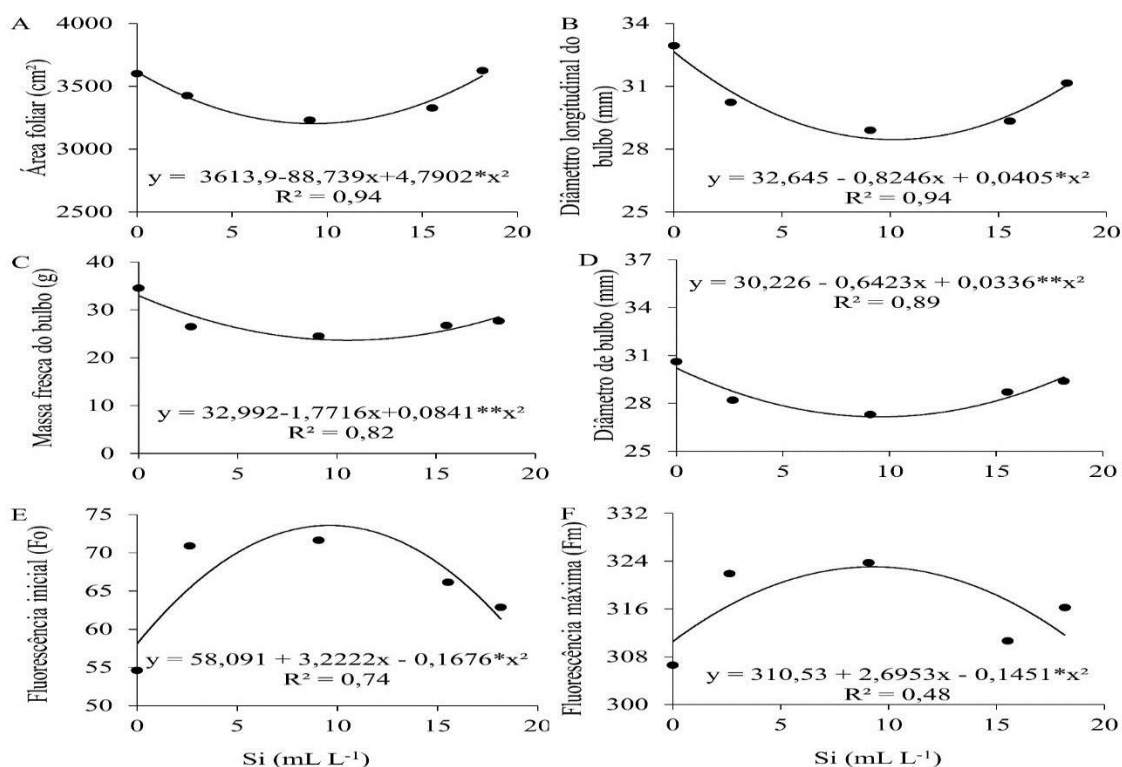 A
Área foliar (cm²)
4000
3500
3000
2500
y = 3613,9-88,739x+4,7902*x²
R² = 0,94
0 5 10 15 20
B
Diâmettro longitudinal do
bulbo (mm)
34
31
28
25
y = 32,645 - 0,8246x + 0,0405*x²
R² = 0,94
0 5 10 15 20
C
Massa fresca do bulbo (g)
40
30
20
10
0
y = 32,992-1,7716x+0,0841**x²
R² = 0,82
0 5 10 15 20
D
Diâmetro de bulbo (mm)
37
34
31
28
25
y = 30,226 - 0,6423x + 0,0336**x²
R² = 0,89
0 5 10 15 20
E
Fluorescência inicial (Fo)
75
70
65
60
55
50
y = 58,091 + 3,2222x - 0,1676*x²
R² = 0,74
0 5 10 15 20
Si (mL L⁻¹)
F
Fluorescência máxima (Fm)
332
324
316
308
300
y = 310,53 + 2,6953x - 0,1451*x²
R² = 0,48
0 5 10 15 20
Si (mL L⁻¹)